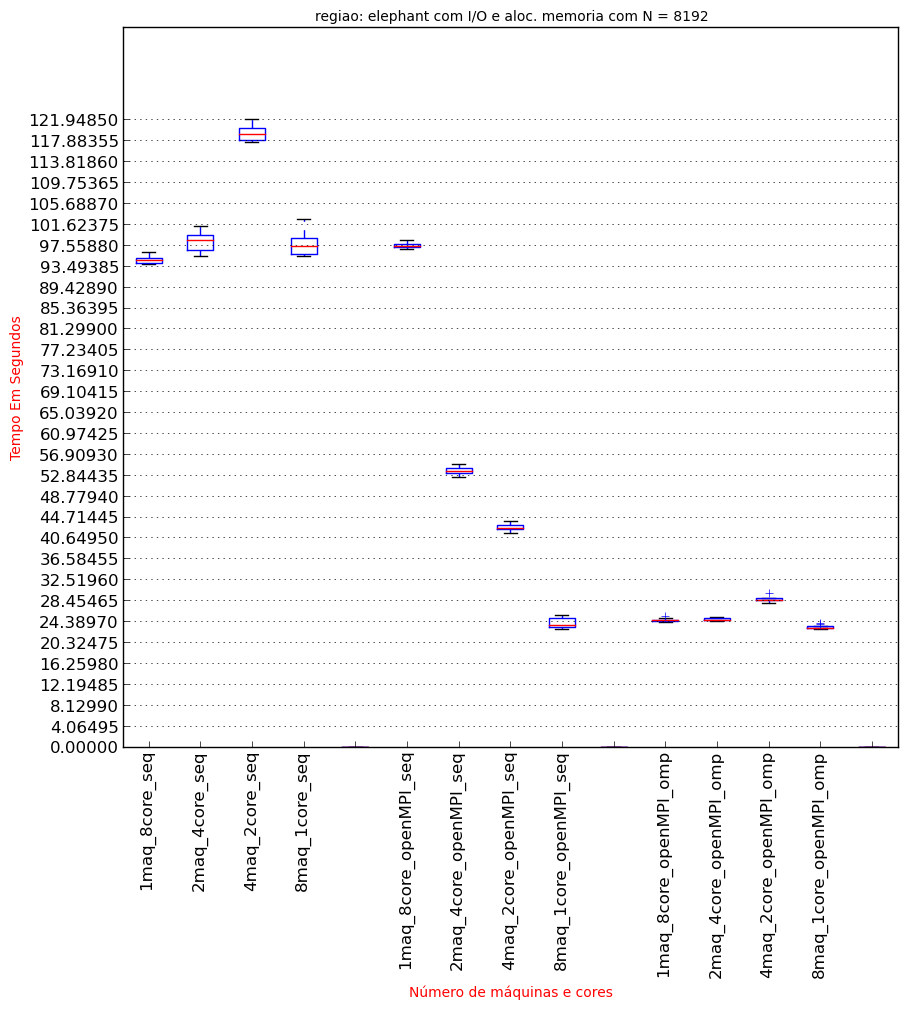 regiao: elephant com I/O e aloc. memoria com N = 8192
121.94850
117.88355
113.81860
109.75365
105.68870
101.62375
97.55880
93.49385
89.42890
85.36395
81.29900
77.23405
73.16910
69.10415
65.03920
60.97425
56.90930
52.84435
48.77940
44.71445
40.64950
36.58455
32.51960
28.45465
24.38970
20.32475
16.25980
12.19485
8.12990
4.06495
0.00000
Tempo Em Segundos
1maq_8core_seq
2maq_4core_seq
4maq_2core_seq
8maq_1core_seq
1maq_8core_openMPI_seq
2maq_4core_openMPI_seq
4maq_2core_openMPI_seq
8maq_1core_openMPI_seq
1maq_8core_openMPI_omp
2maq_4core_openMPI_omp
4maq_2core_openMPI_omp
8maq_1core_openMPI_omp
Número de máquinas e cores